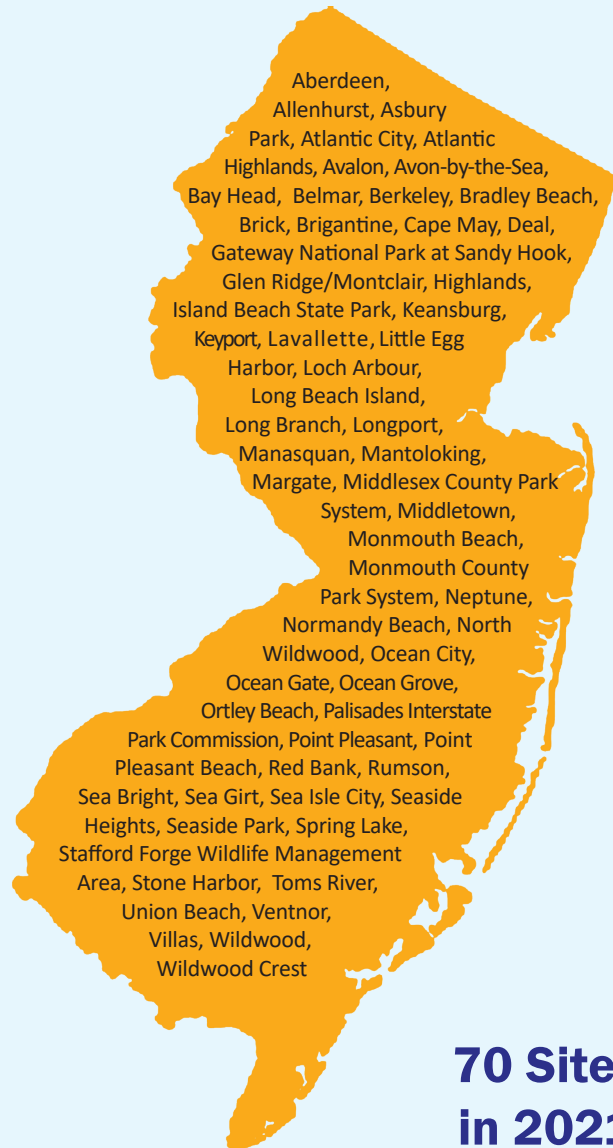 Aberdeen,
Allenhurst, Asbury
Park, Atlantic City, Atlantic
Highlands, Avalon, Avon-by-the-Sea,
Bay Head, Belmar, Berkeley, Bradley Beach,
Brick, Brigantine, Cape May, Deal,
Gateway National Park at Sandy Hook,
Glen Ridge/Montclair, Highlands,
Island Beach State Park, Keansburg,
Keyport, Lavallette, Little Egg
Harbor, Loch Arbour,
Long Beach Island,
Long Branch, Longport,
Manasquan, Mantoloking,
Margate, Middlesex County Park
System, Middletown,
Monmouth Beach,
Monmouth County
Park System, Neptune,
Normandy Beach, North
Wildwood, Ocean City,
Ocean Gate, Ocean Grove,
Ortley Beach, Palisades Interstate
Park Commission, Point Pleasant, Point
Pleasant Beach, Red Bank, Rumson,
Sea Bright, Sea Girt, Sea Isle City, Seaside
Heights, Seaside Park, Spring Lake,
Stafford Forge Wildlife Management
Area, Stone Harbor, Toms River,
Union Beach, Ventnor,
Villas, Wildwood,
Wildwood Crest
70 Site
in 2021